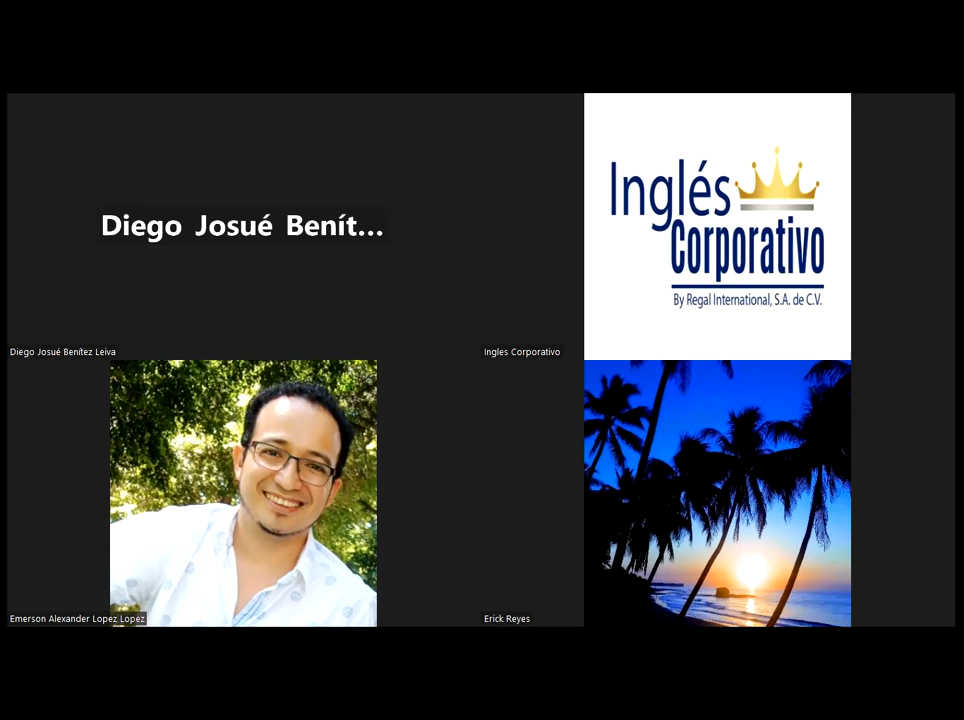 Diego Josué Benít...
Inglés
Corporativo
By Regal International, S.A. de C.V.
Diego Josué Benítez Leiva
Ingles Corporativo
Emerson Alexander Lopez Lopez
Erick Reyes